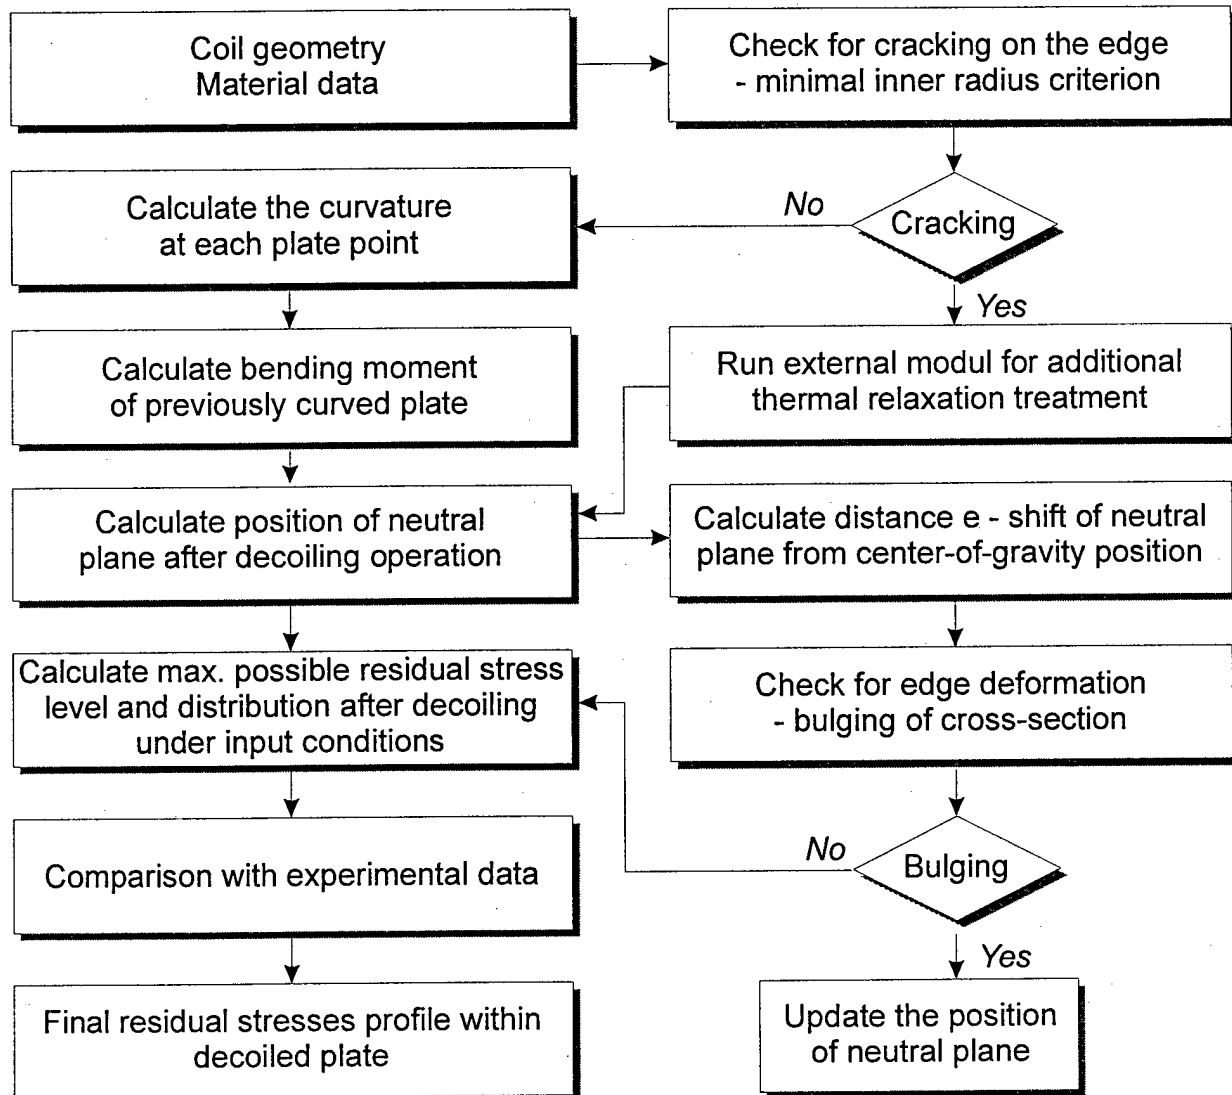 Coil geometry
Material data
Check for cracking on the edge
- minimal inner radius criterion
Cracking
No
Yes
Calculate the curvature
at each plate point
Run external modul for additional
thermal relaxation treatment
Calculate bending moment
of previously curved plate
Calculate position of neutral
plane after decoiling operation
Calculate distance e - shift of neutral
plane from center-of-gravity position
Check for edge deformation
- bulging of cross-section
Bulging
No
Yes
Calculate max. possible residual stress
level and distribution after decoiling
under input conditions
Update the position
of neutral plane
Comparison with experimental data
Final residual stresses profile within
decoiled plate